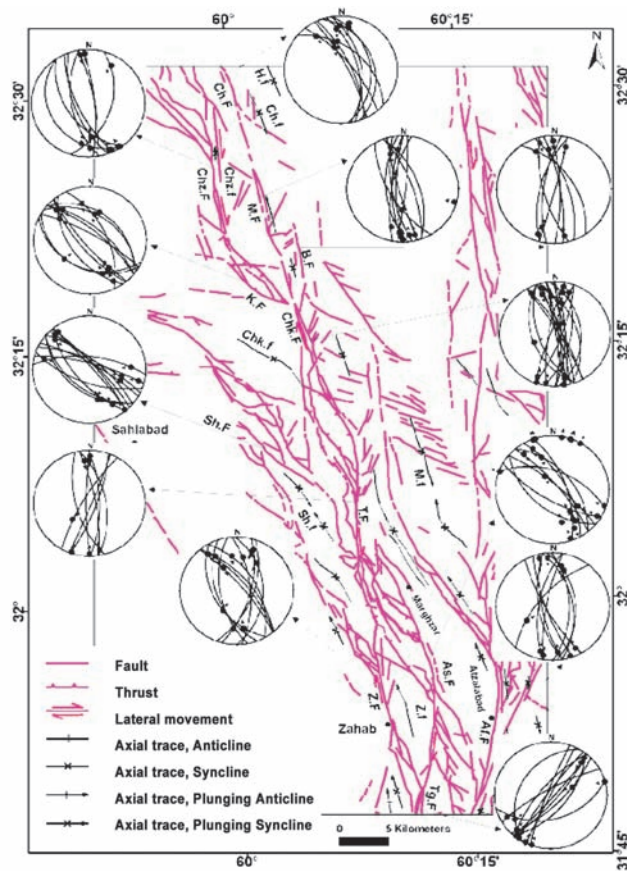 60°
60°15'
N
N
N
N
N
N
N
N
N
N
N
N
32°30'
32°30'
H.f
Ch.F
Ch.f
Chz.F
Chz.f
M.F
B.F
K.F
Chk.F
Chk.f
32°15'
32°15'
Sahlabad
Sh.F
M.f
Sh.f
T.F
32°
32°
Marghzar
Afzalabad
As.F
Z.F
Z.f
Zahab
Af.F
Tg.F
Fault
Thrust
Lateral movement
Axial trace, Anticline
Axial trace, Syncline
Axial trace, Plunging Anticline
Axial trace, Plunging Syncline
0 5 Kilometers
31°45'
60°
60°15'